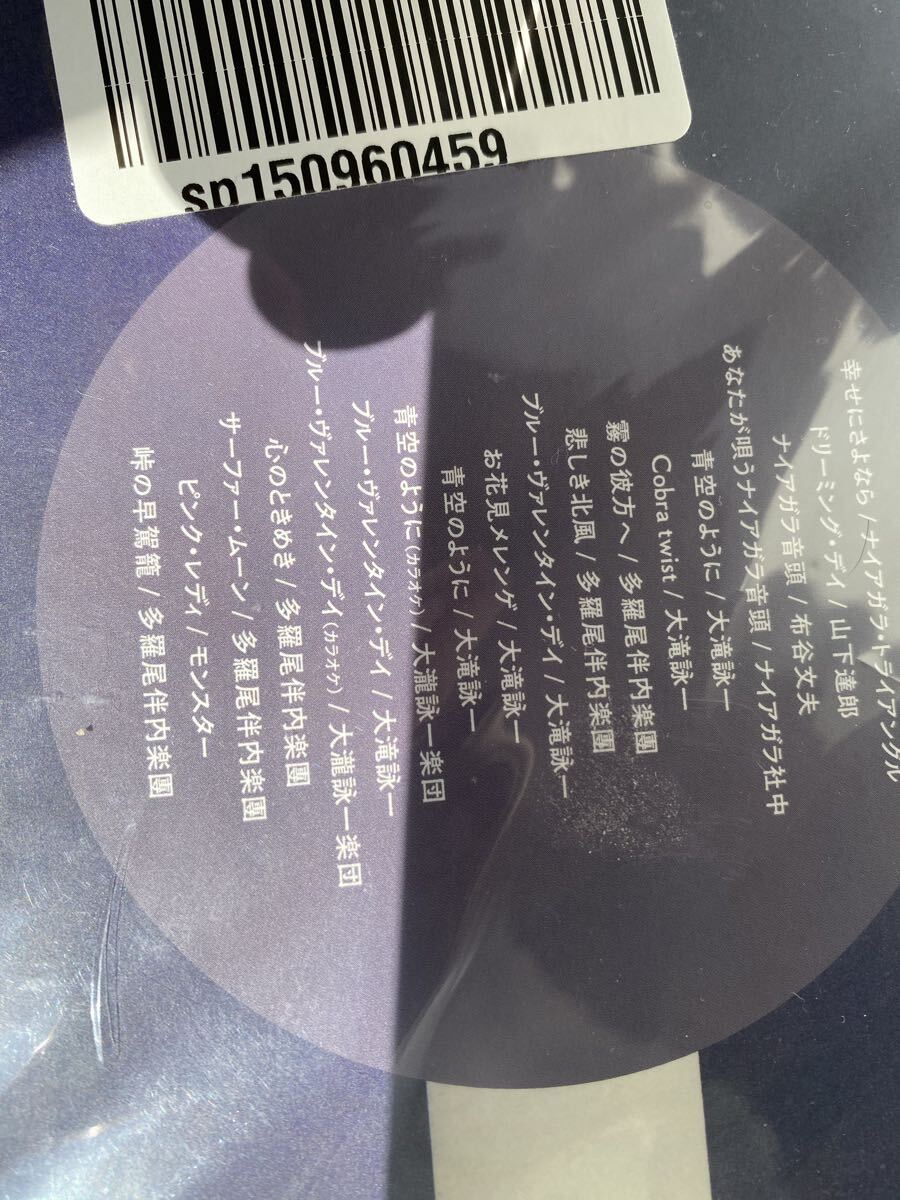 sp150960459
幸せにさよなら / ナイアガラ・トライアングル
ドリーミング・デイ / 山下達郎
ナイアガラ音頭 / 布谷文夫
あなたが唄うナイアガラ音頭 / ナイアガラ社中
青空のように / 大滝詠一
Cobra twist / 大滝詠一
霧の彼方へ / 多羅尾伴内楽團
悲しき北風 / 多羅尾伴内楽團
ブルー・ヴァレンタイン・デイ / 大滝詠一
お花見メレンゲ / 大滝詠一
青空のように / 大滝詠一
青空のように (カラオケ) / 大瀧詠一楽団
ブルー・ヴァレンタイン・デイ / 大滝詠一
ブルー・ヴァレンタイン・デイ (カラオケ) / 大瀧詠一楽団
心のときめき / 多羅尾伴内楽團
サーファー・ムーン / 多羅尾伴内楽團
ピンク・レディ / モンスター
峠の早駕籠 / 多羅尾伴内楽團